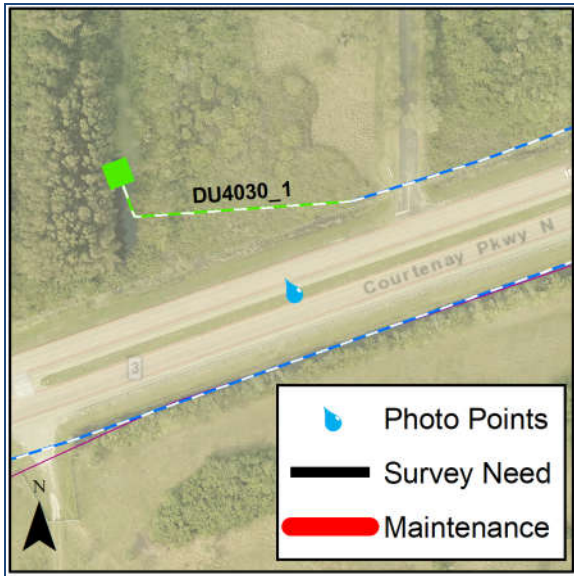 DU4030_1
Courtenay Pkwy N
3
Photo Points
Survey Need
Maintenance
N